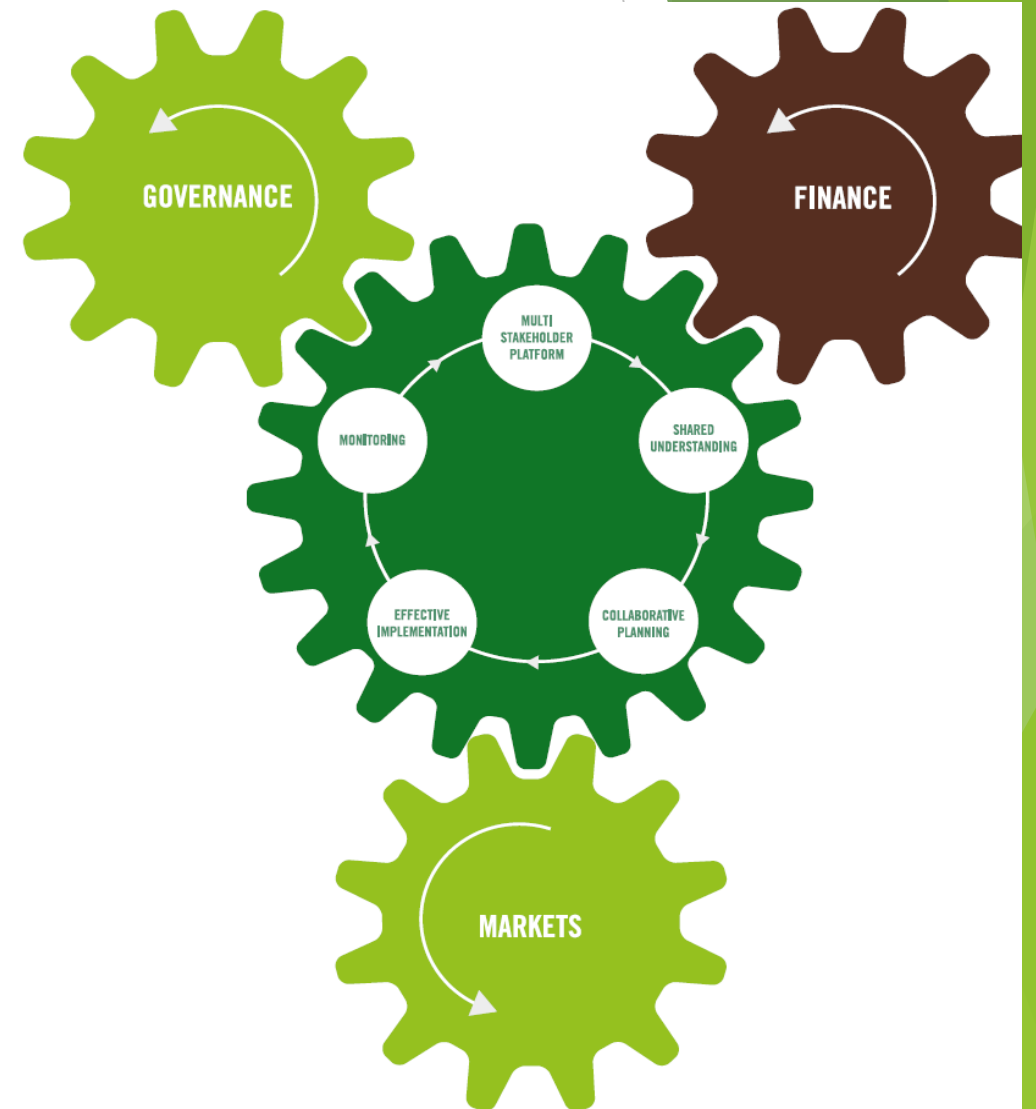 GOVERNANCE
FINANCE
MULTI
STAKEHOLDER
PLATFORM
SHARED
UNDERSTANDING
COLLABORATIVE
PLANNING
EFFECTIVE
IMPLEMENTATION
MONITORING
MARKETS